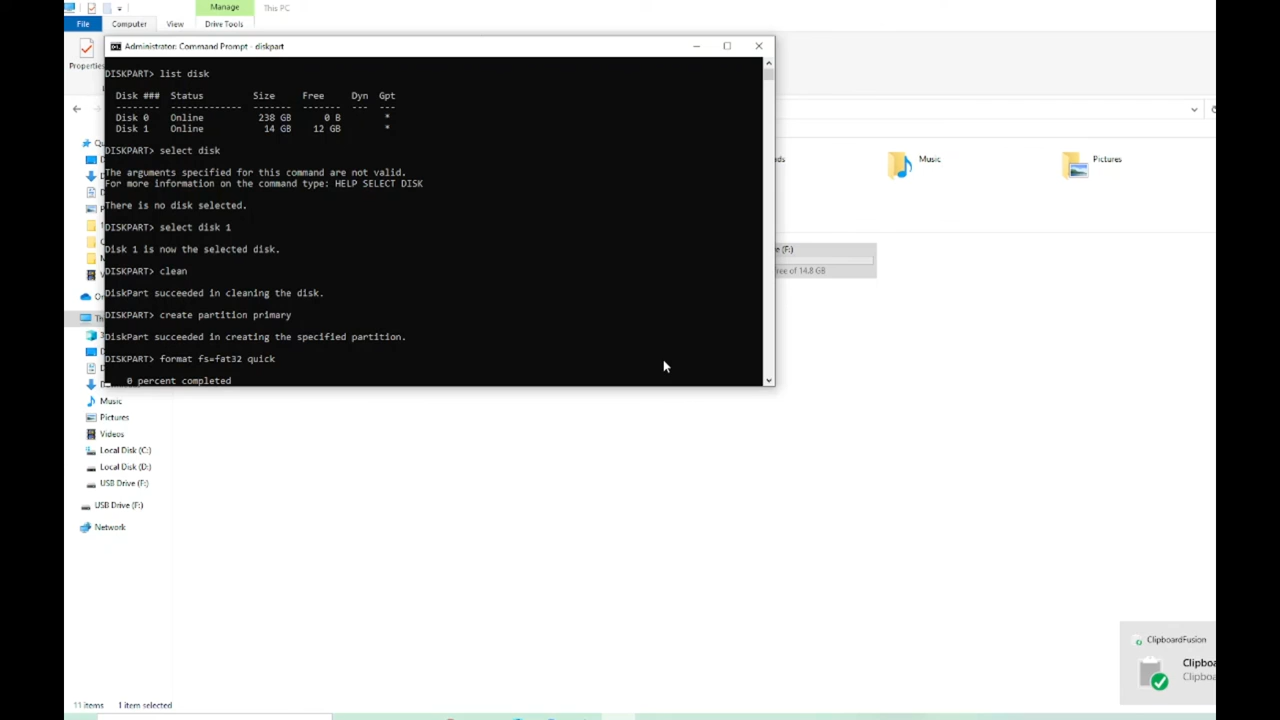 Manage
This PC
File
Computer
View
Drive Tools
Properties
Administrator: Command Prompt - diskpart
DISKPART> list disk
Disk ### Status Size Free Dyn Gpt
-------- ------------- ------- ------- --- ---
Disk 0 Online 238 GB 0 B *
Disk 1 Online 14 GB 12 GB *
DISKPART> select disk
The arguments specified for this command are not valid.
For more information on the command type: HELP SELECT DISK
There is no disk selected.
DISKPART> select disk 1
Disk 1 is now the selected disk.
DISKPART> clean
DiskPart succeeded in cleaning the disk.
DISKPART> create partition primary
DiskPart succeeded in creating the specified partition.
DISKPART> format fs=fat32 quick
0 percent completed
Music
Pictures
(F:)
free of 14.8 GB
Music
Pictures
Videos
Local Disk (C:)
Local Disk (D:)
USB Drive (F:)
USB Drive (F:)
Network
ClipboardFusion
11 items
1 item selected